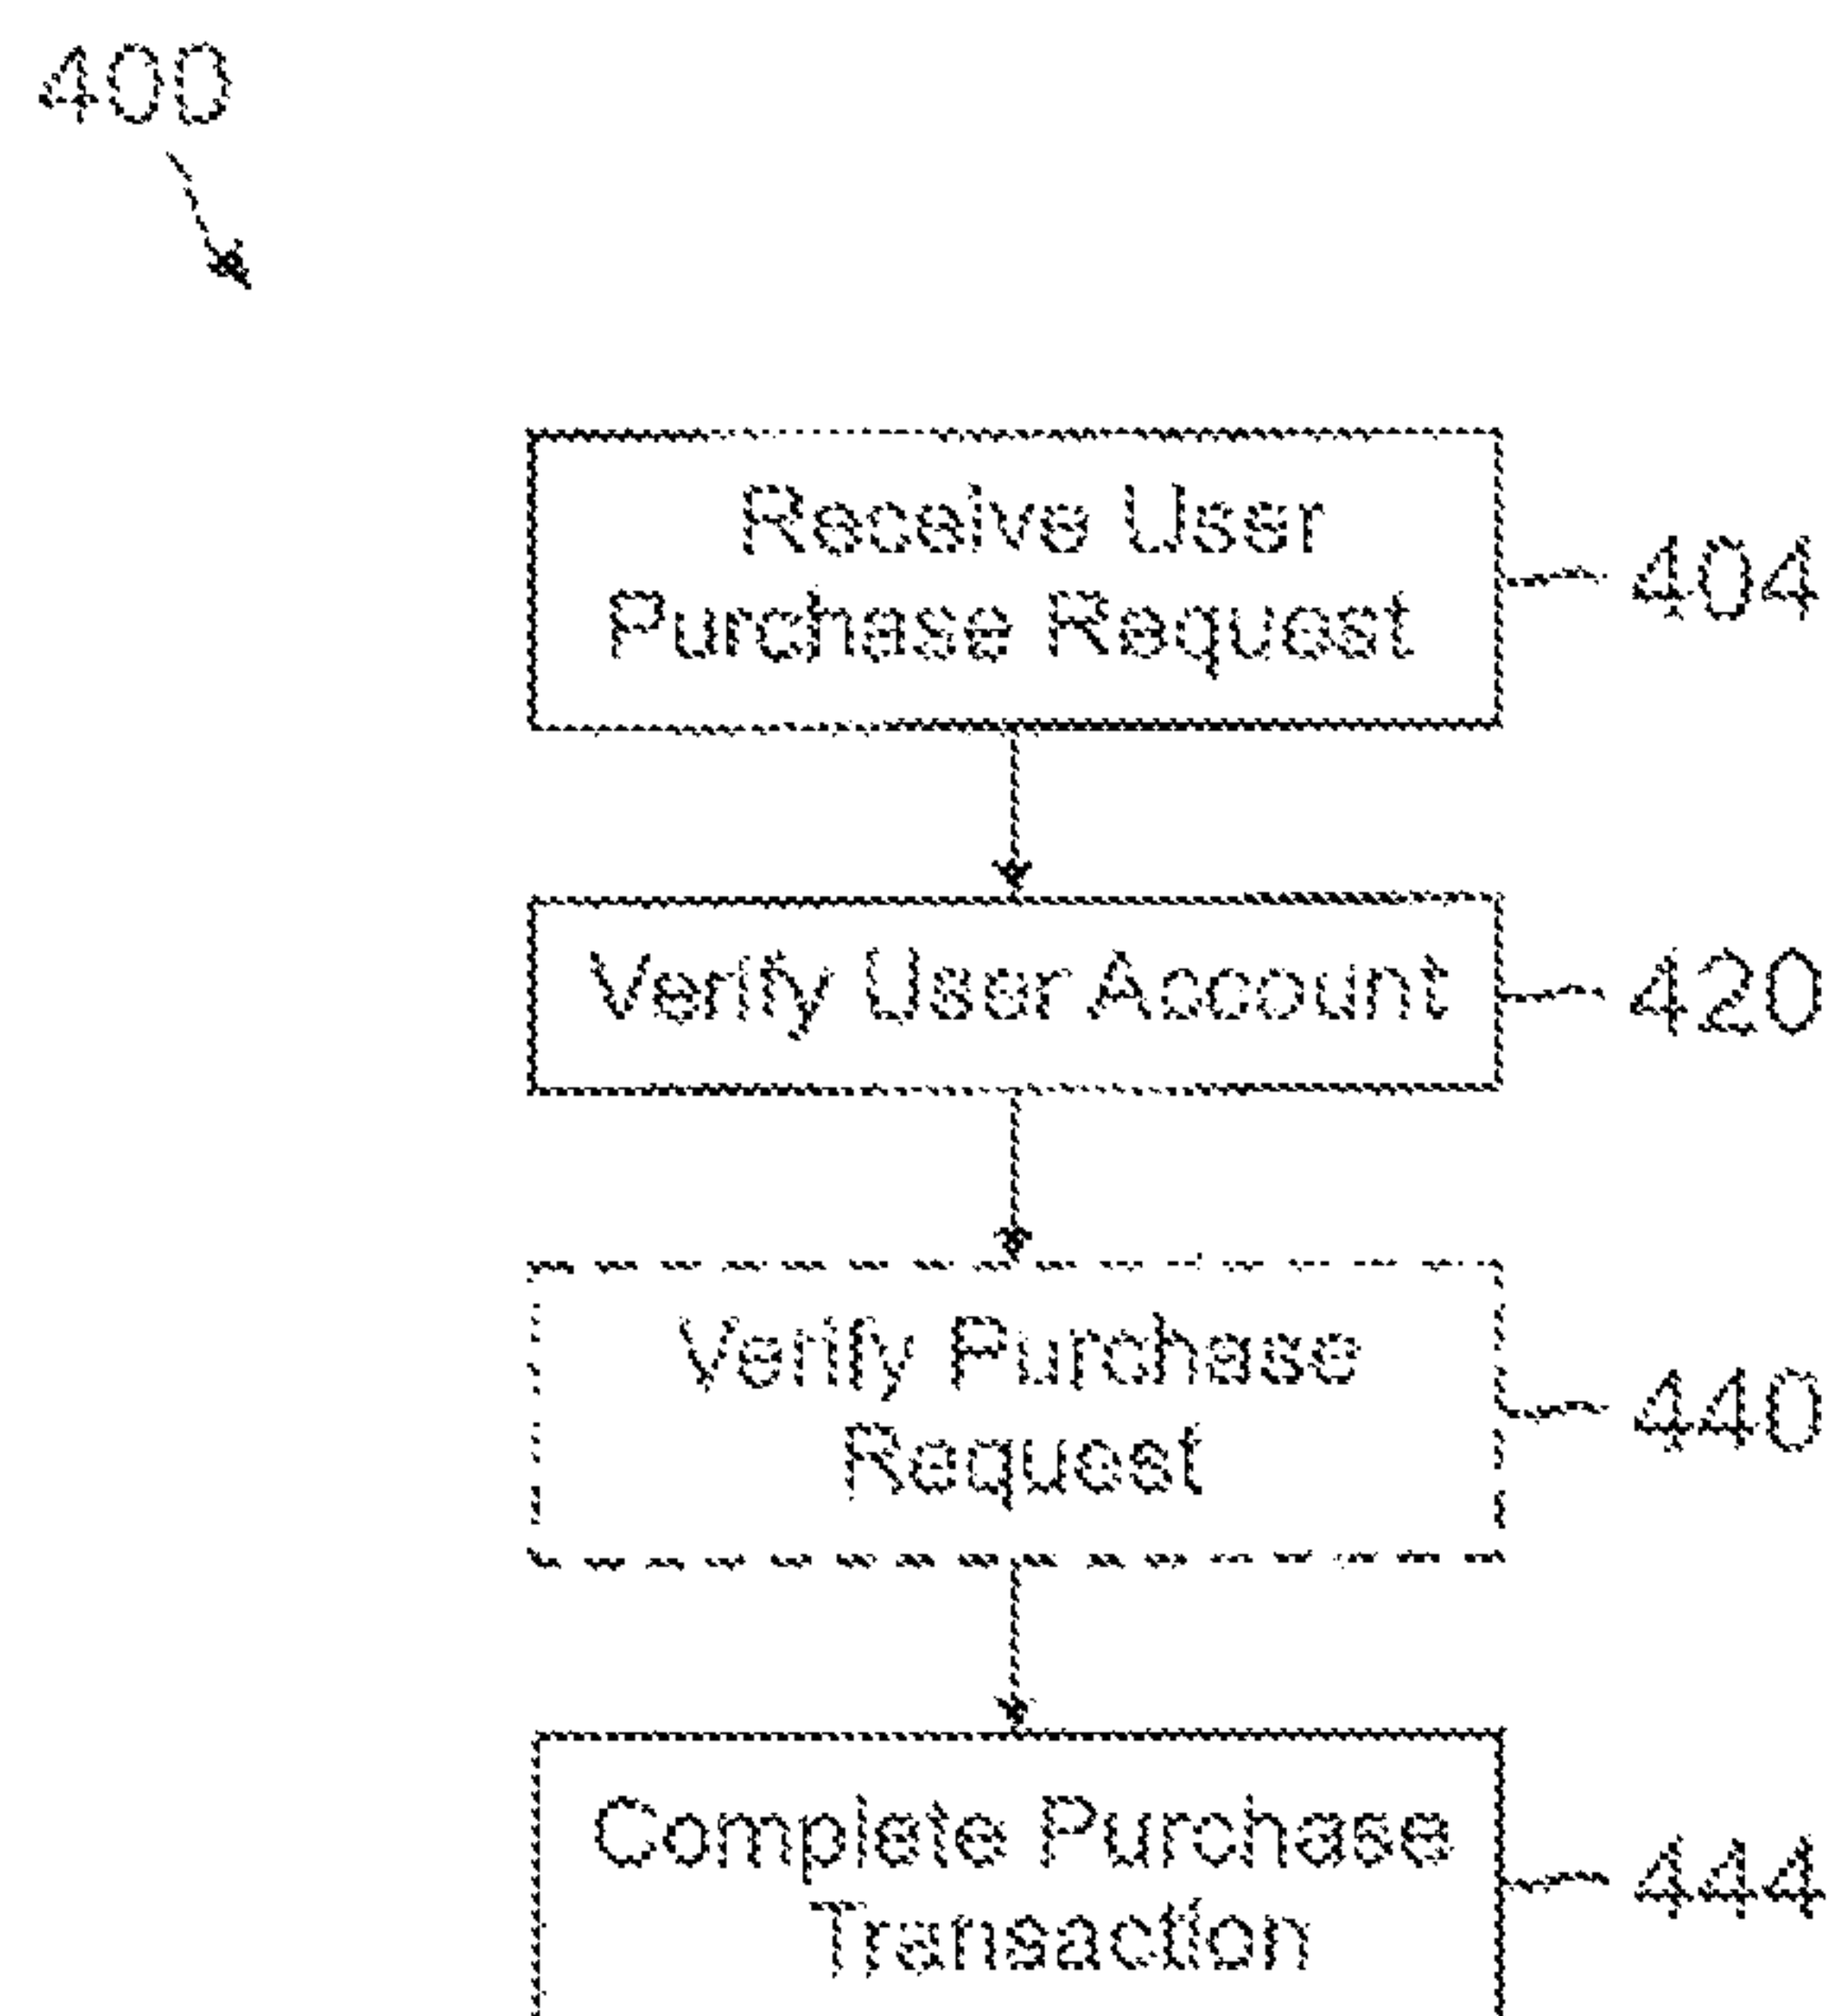 400
Receive User
Purchase Request
404
Verify User Account
420
Verify Purchase
Request
440
Complete Purchase
Transaction
444